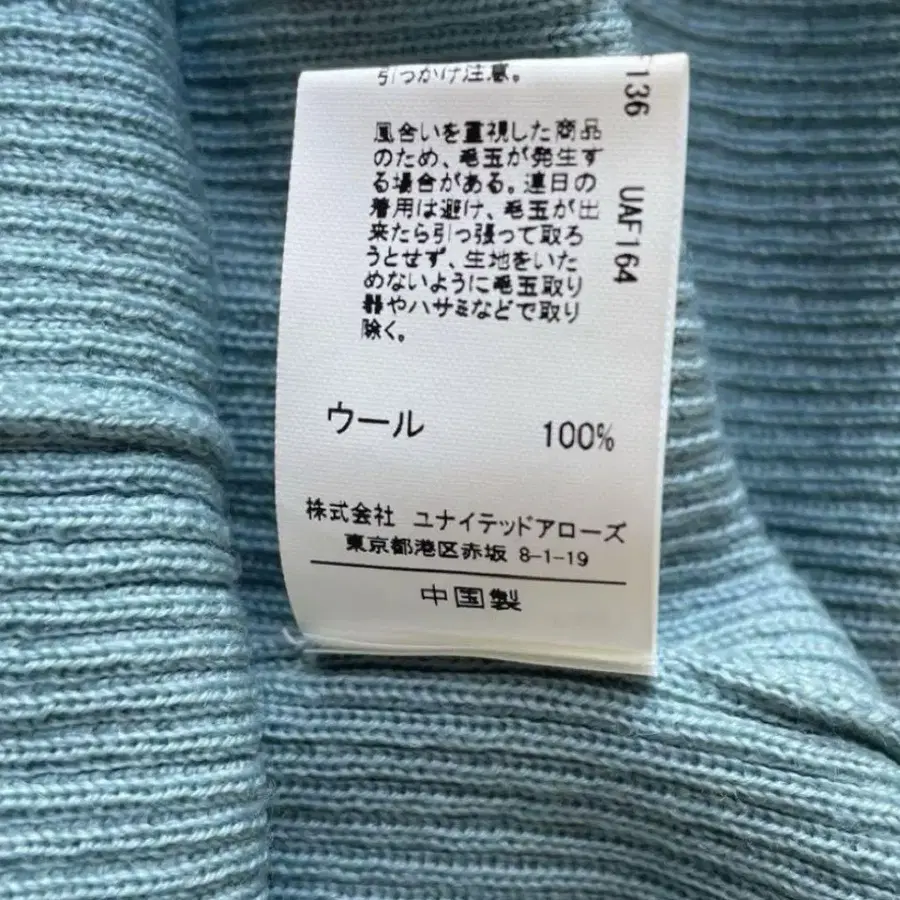 引っかけ注意。
風合いを重視した商品
のため、毛玉が発生す
る場合がある。連日の
着用は避け、毛玉が出
来たら引っ張って取ろ
うとせず、生地をいた
めないように毛玉取り
器やハサミなどで取り
除く。
ウール 100%
株式会社 ユナイテッドアローズ
東京都港区赤坂 8-1-19
中国製
136 UAF164